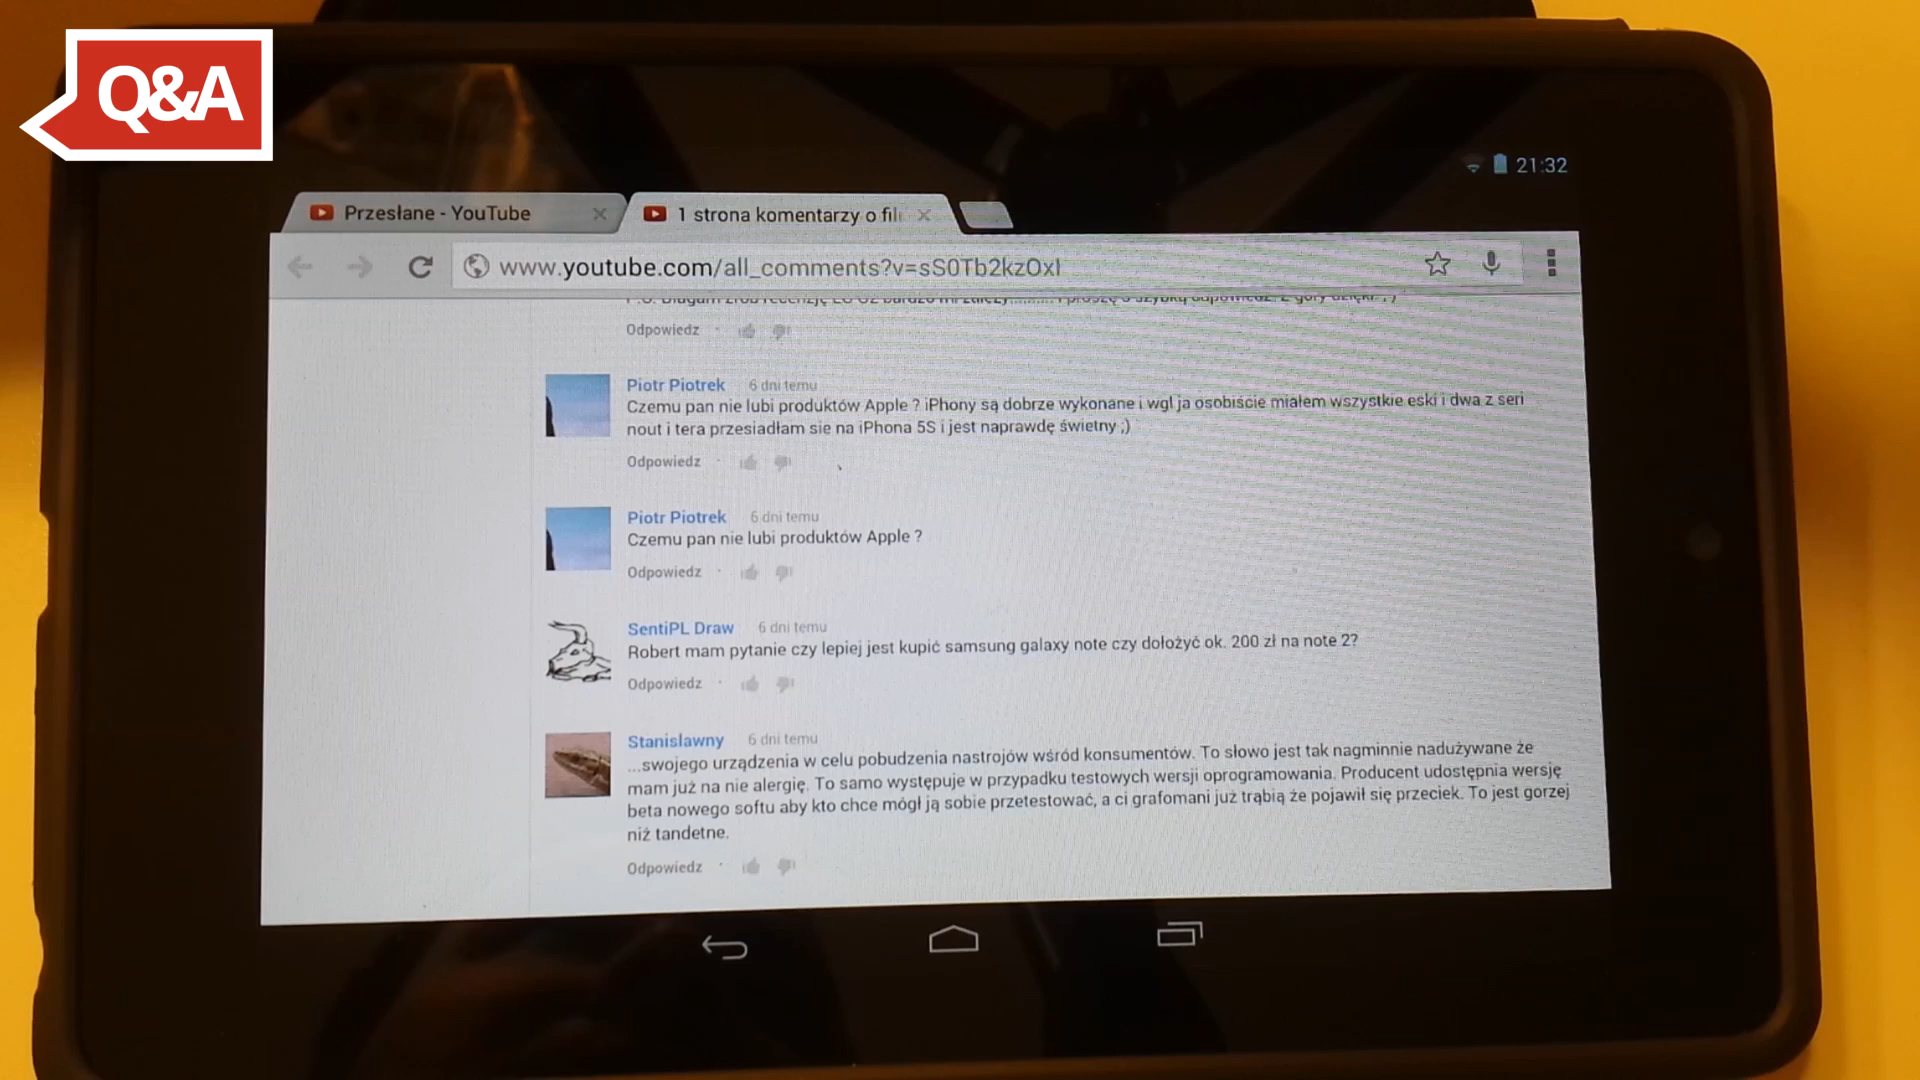 Q&A
21:32
Przesłane - YouTube
1 strona komentarzy o fil
www.youtube.com/all_comments?v=sS0Tb2kzOxI
Odpowiedz
Piotr Piotrek 6 dni temu
Czemu pan nie lubi produktów Apple ? iPhony są dobrze wykonane i wgl ja osobiście miałem wszystkie eski i dwa z seri
nout i tera przesiadłam sie na iPhona 5S i jest naprawdę świetny ;)
Odpowiedz
Piotr Piotrek 6 dni temu
Czemu pan nie lubi produktów Apple ?
Odpowiedz
SentiPL Draw 6 dni temu
Robert mam pytanie czy lepiej jest kupić samsung galaxy note czy dołożyć ok. 200 zł na note 2?
Odpowiedz
Stanislawny 6 dni temu
...swojego urządzenia w celu pobudzenia nastrojów wśród konsumentów. To słowo jest tak nagminnie nadużywane że
mam już na nie alergię. To samo występuje w przypadku testowych wersji oprogramowania. Producent udostępnia wersję
beta nowego softu aby kto chce mógł ją sobie przetestować, a ci grafomani już trąbią że pojawił się przeciek. To jest gorzej
niż tandetne.
Odpowiedz